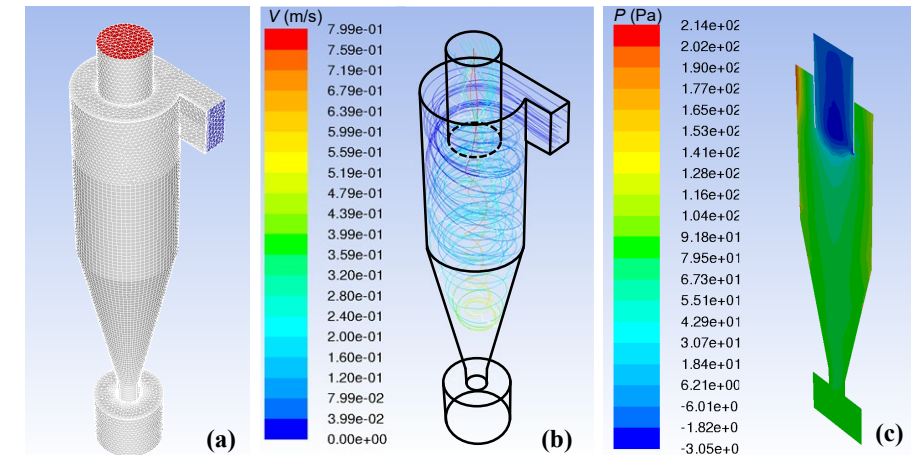 V (m/s)
7.99e-01
7.59e-01
7.19e-01
6.79e-01
6.39e-01
5.99e-01
5.59e-01
5.19e-01
4.79e-01
4.39e-01
3.99e-01
3.59e-01
3.20e-01
2.80e-01
2.40e-01
2.00e-01
1.60e-01
1.20e-01
7.99e-02
3.99e-02
0.00e+00
P (Pa)
2.14e+02
2.02e+02
1.90e+02
1.77e+02
1.65e+02
1.53e+02
1.41e+02
1.28e+02
1.16e+02
1.04e+02
9.18e+01
7.95e+01
6.73e+01
5.51e+01
4.29e+01
3.07e+01
1.84e+01
6.21e+00
-6.01e+0
-1.82e+0
-3.05e+0
(a)
(b)
(c)